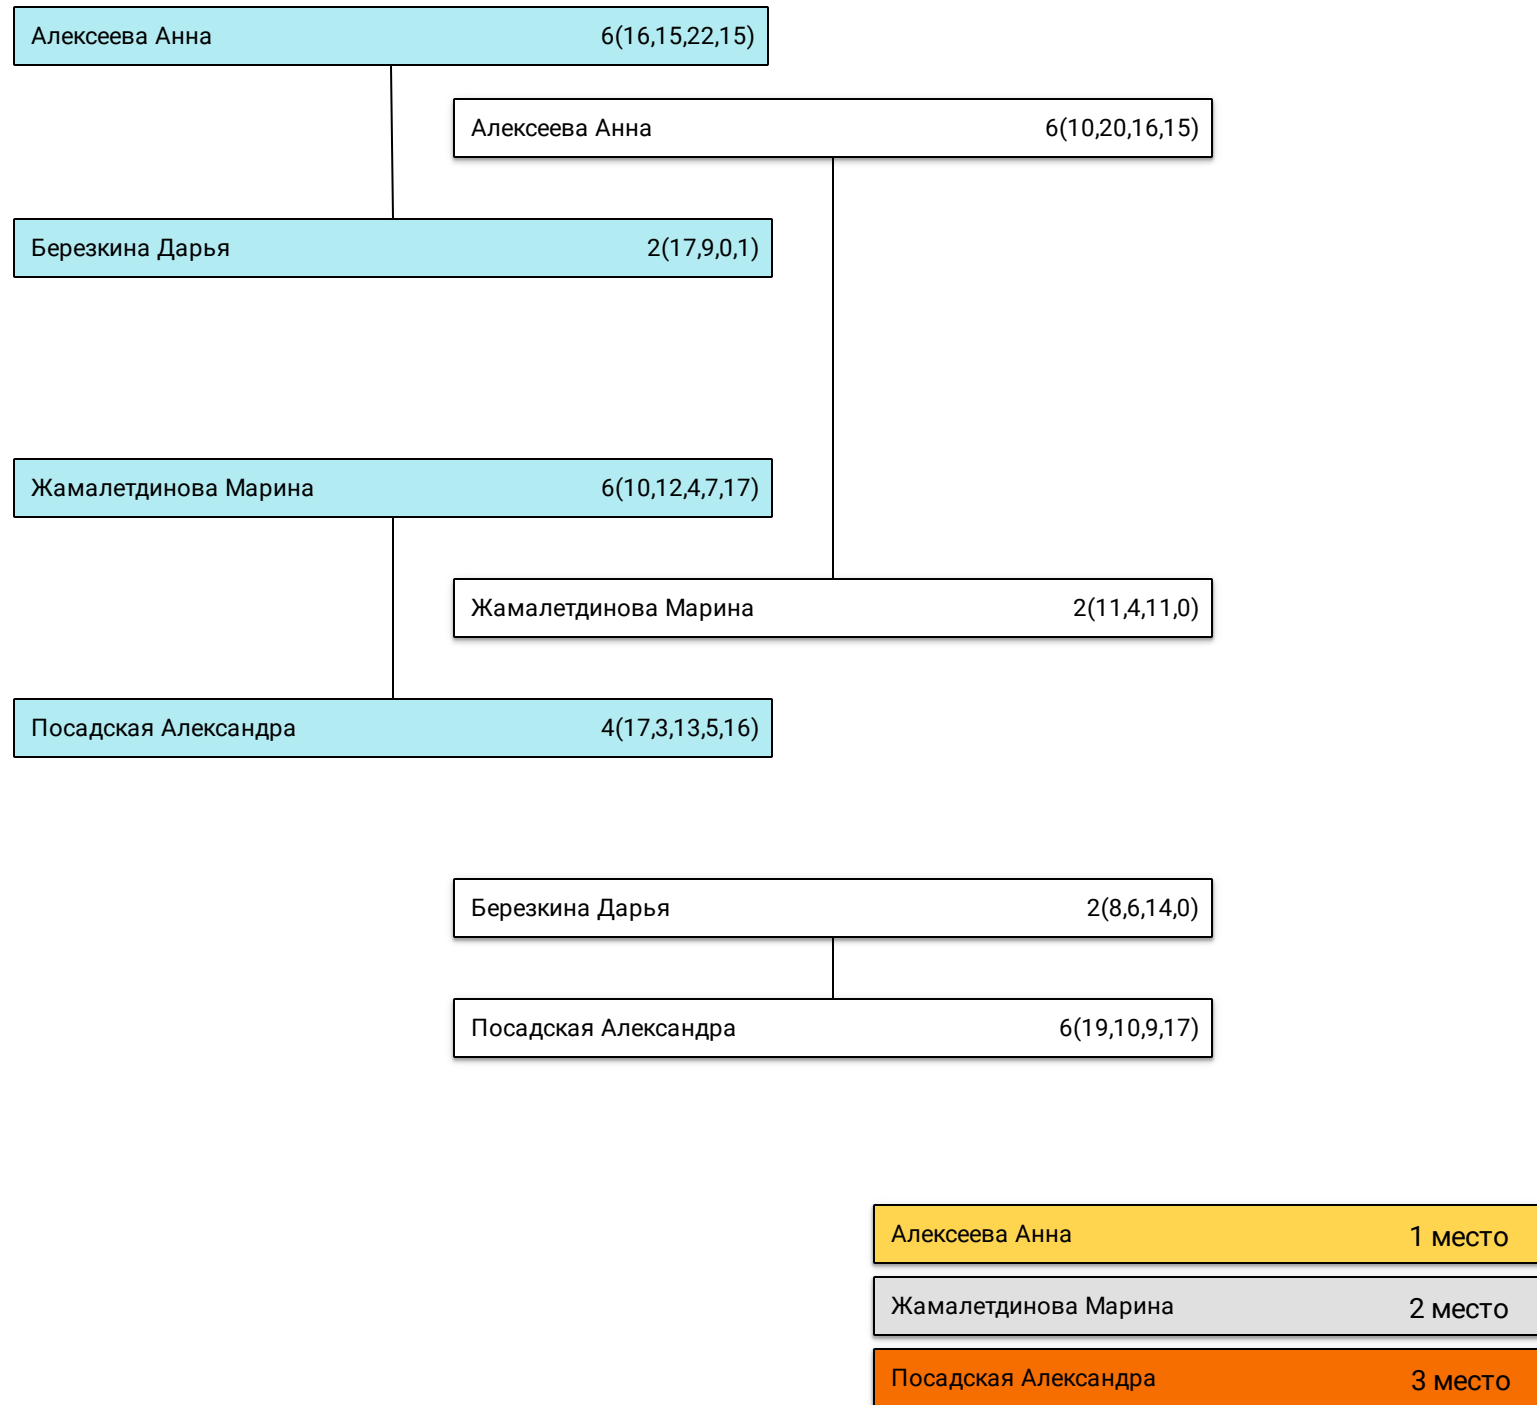 Алексеева Анна 6(16,15,22,15)
Алексеева Анна 6(10,20,16,15)
Березкина Дарья 2(17,9,0,1)
Жамалетдинова Марина 6(10,12,4,7,17)
Жамалетдинова Марина 2(11,4,11,0)
Посадская Александра 4(17,3,13,5,16)
Березкина Дарья 2(8,6,14,0)
Посадская Александра 6(19,10,9,17)
Алексеева Анна 1 место
Жамалетдинова Марина 2 место
Посадская Александра 3 место